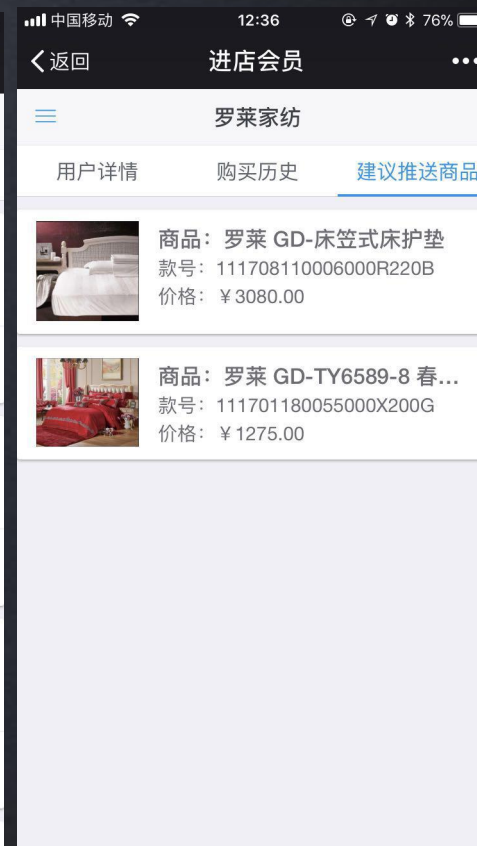 中国移动 12:36 76%
返回 进店会员
罗莱家纺
用户详情 购买历史 建议推送商品
商品：罗莱 GD-床笠式床护垫
款号：111708110006000R220B
价格：￥3080.00
商品：罗莱 GD-TY6589-8 春...
款号：111701180055000X200G
价格：￥1275.00